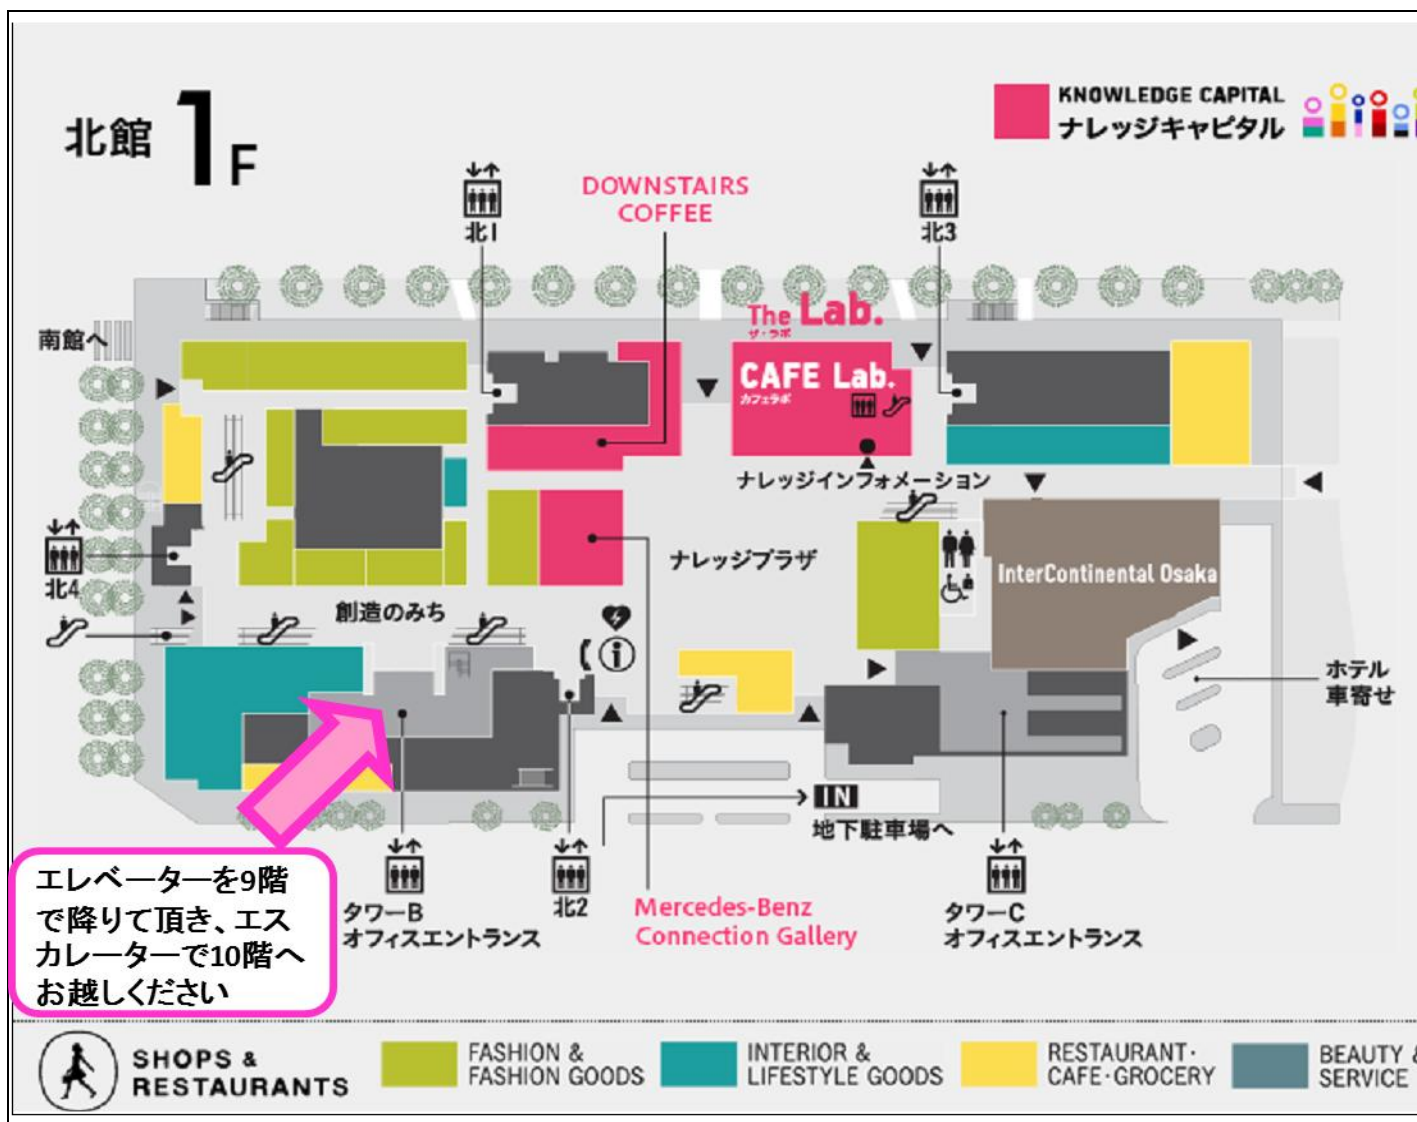 北館 1F
KNOWLEDGE CAPITAL
ナレッジキャピタル
北1
DOWNSTAIRS
COFFEE
北3
南館へ
The Lab.
ザ・ラボ
CAFE Lab.
カフェラボ
ナレッジインフォメーション
ナレッジプラザ
InterContinental Osaka
北4
創造のみち
ホテル
車寄せ
IN
地下駐車場へ
エレベーターを9階
で降りて頂き、エス
カレーターで10階へ
お越しください
タワーB
オフィスエントランス
北2
Mercedes-Benz
Connection Gallery
タワーC
オフィスエントランス
SHOPS &
RESTAURANTS
FASHION &
FASHION GOODS
INTERIOR &
LIFESTYLE GOODS
RESTAURANT・
CAFE・GROCERY
BEAUTY &
SERVICE